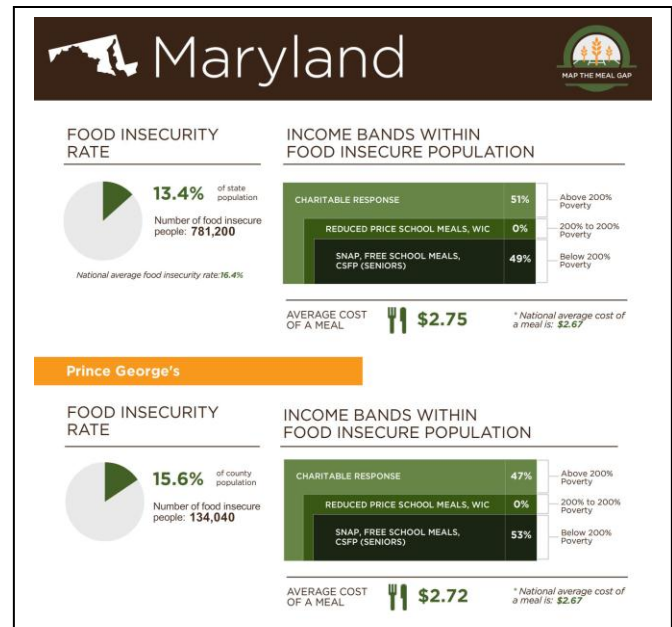 Maryland
MAP THE MEAL GAP
FOOD INSECURITY
RATE
13.4% of state
population
Number of food insecure
people: 781,200
National average food insecurity rate:16.4%
INCOME BANDS WITHIN
FOOD INSECURE POPULATION
CHARITABLE RESPONSE 51% Above 200%
Poverty
REDUCED PRICE SCHOOL MEALS, WIC 0% 200% to 200%
Poverty
SNAP, FREE SCHOOL MEALS,
CSFP (SENIORS) 49% Below 200%
Poverty
AVERAGE COST
OF A MEAL $2.75 * National average cost of
a meal is: $2.67
Prince George's
FOOD INSECURITY
RATE
15.6% of county
population
Number of food insecure
people: 134,040
INCOME BANDS WITHIN
FOOD INSECURE POPULATION
CHARITABLE RESPONSE 47% Above 200%
Poverty
REDUCED PRICE SCHOOL MEALS, WIC 0% 200% to 200%
Poverty
SNAP, FREE SCHOOL MEALS,
CSFP (SENIORS) 53% Below 200%
Poverty
AVERAGE COST
OF A MEAL $2.72 * National average cost of
a meal is: $2.67